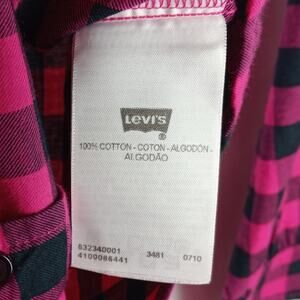 Levi's
®
100% COTTON - COTON - ALGODÓN -
ALGODÃO
632340001
4100086441 3481 0710